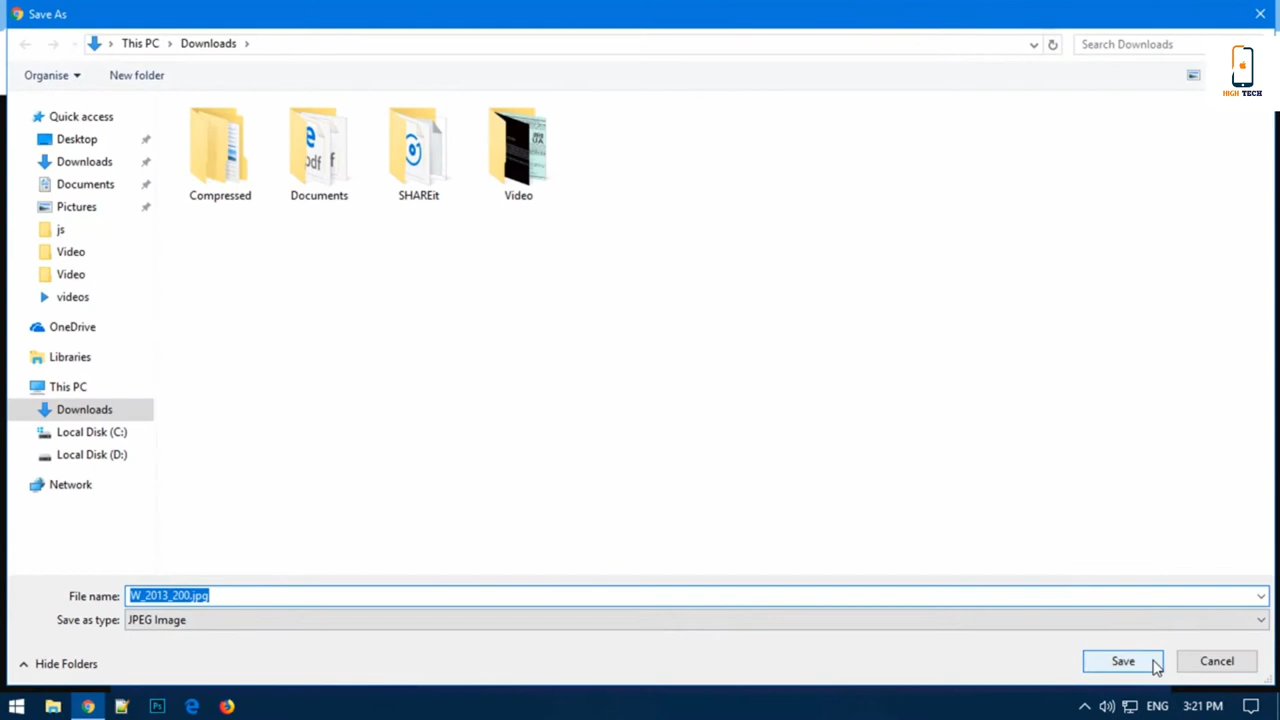 Save As
This PC
Downloads
Search Downloads
HIGH TECH
Organise
New folder
Quick access
Desktop
Downloads
Documents
Pictures
js
Video
Video
videos
OneDrive
Libraries
This PC
Downloads
Local Disk (C:)
Local Disk (D:)
Network
pdf
Compressed
Documents
SHAREit
Video
File name:
W_2013_200.jpg
Save as type:
JPEG Image
Hide Folders
Save
Cancel
Ps
ENG
3:21 PM